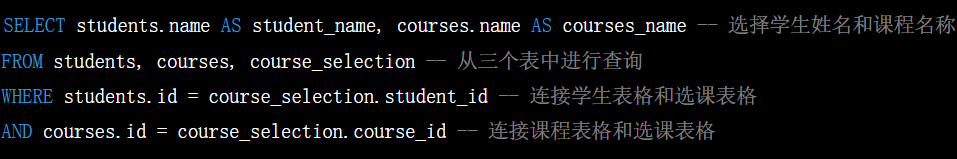 SELECT students.name AS student_name, courses.name AS courses_name -- 选择学生姓名和课程名称
FROM students, courses, course_selection -- 从三个表中进行查询
WHERE students.id = course_selection.student_id -- 连接学生表格和选课表格
AND courses.id = course_selection.course_id -- 连接课程表格和选课表格